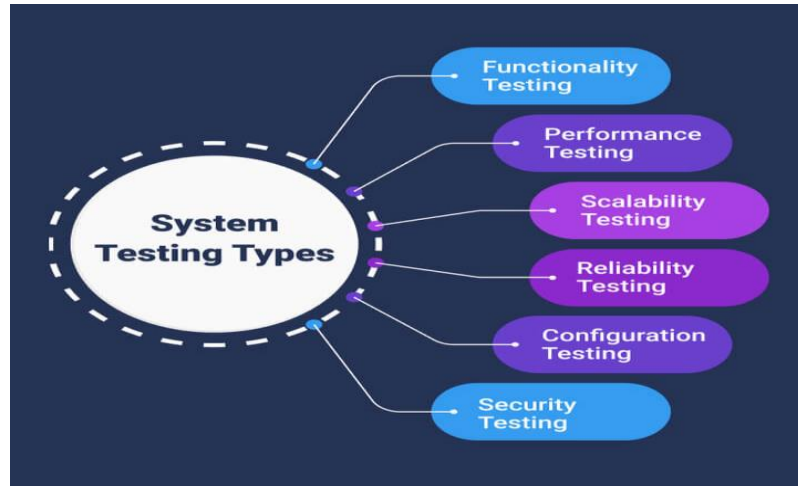 System
Testing Types
Functionality
Testing
Performance
Testing
Scalability
Testing
Reliability
Testing
Configuration
Testing
Security
Testing